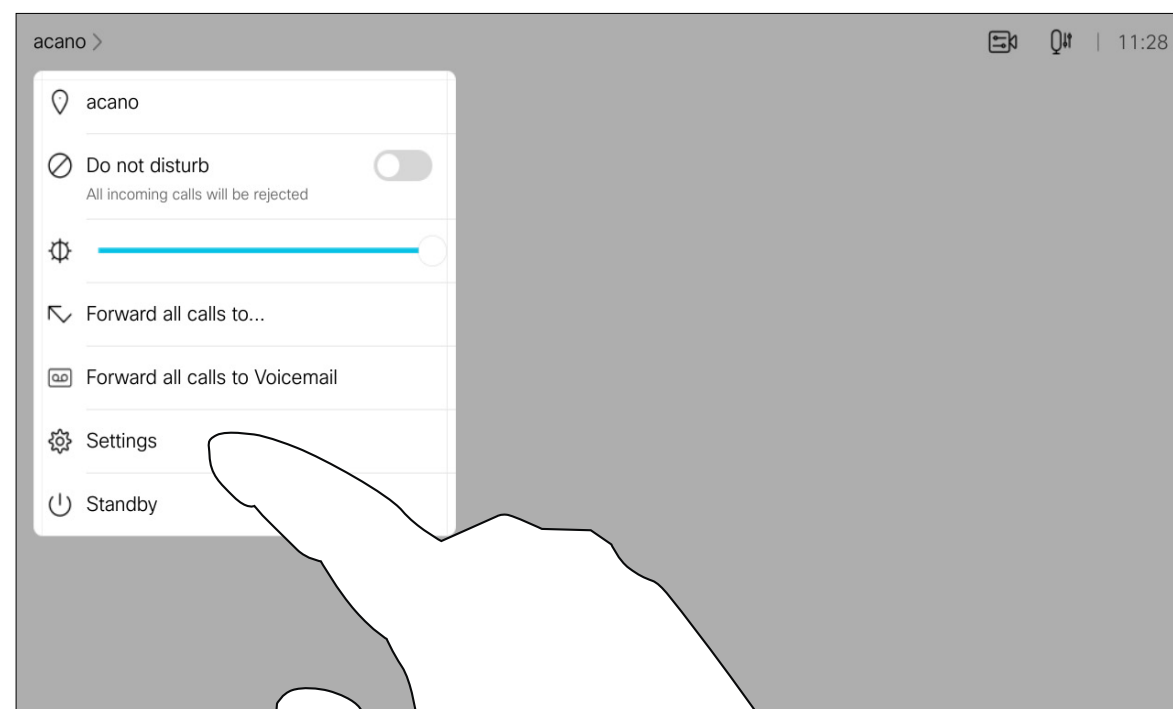 acano
11:28
acano
Do not disturb
All incoming calls will be rejected
Forward all calls to...
Forward all calls to Voicemail
Settings
Standby